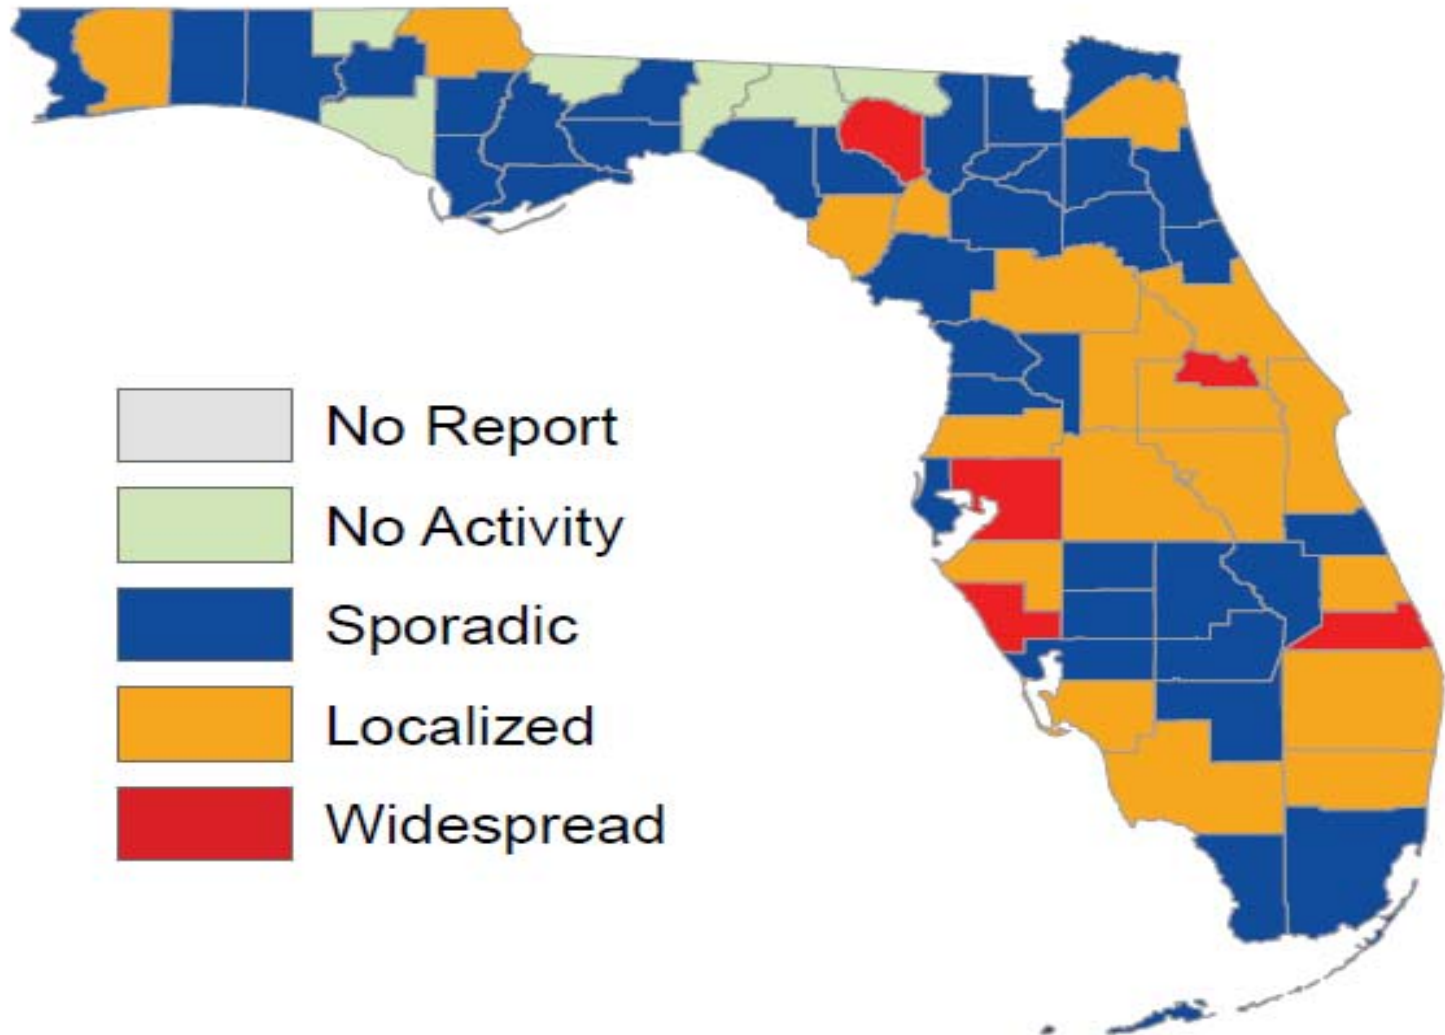 No Report
No Activity
Sporadic
Localized
Widespread